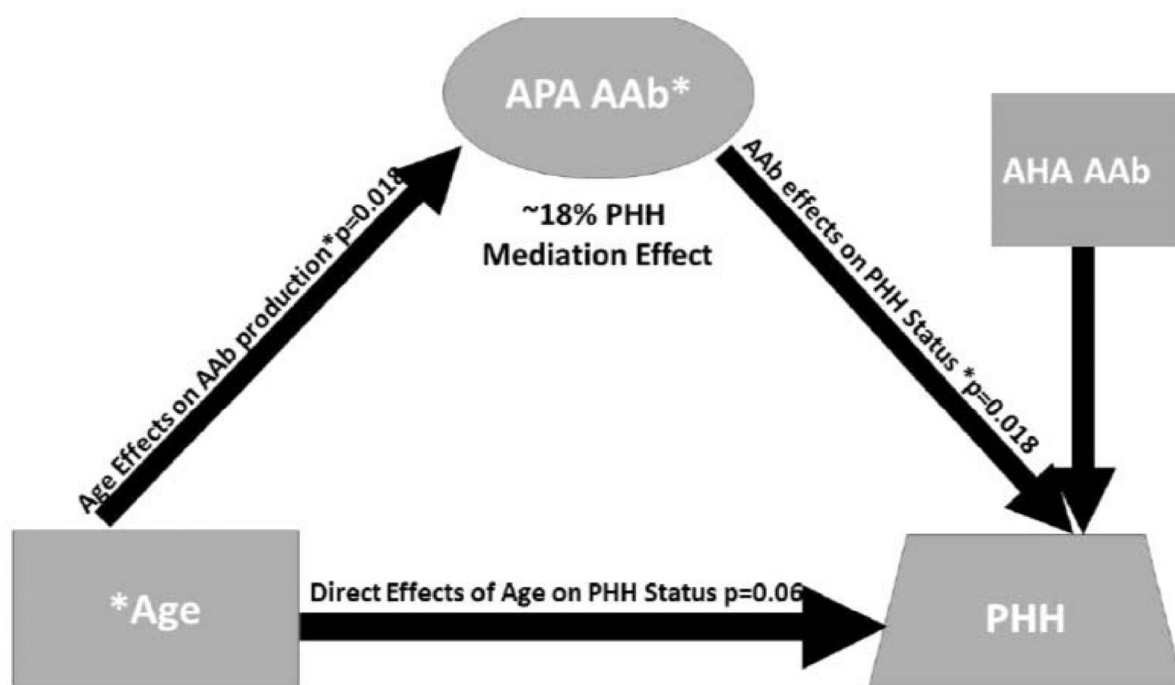 APA AAb*
AHA AAb
~18% PHH
Mediation Effect
Age Effects on AAb production*p=0.018
AAb effects on PHH Status *p=0.018
Direct Effects of Age on PHH Status p=0.06
*Age
PHH